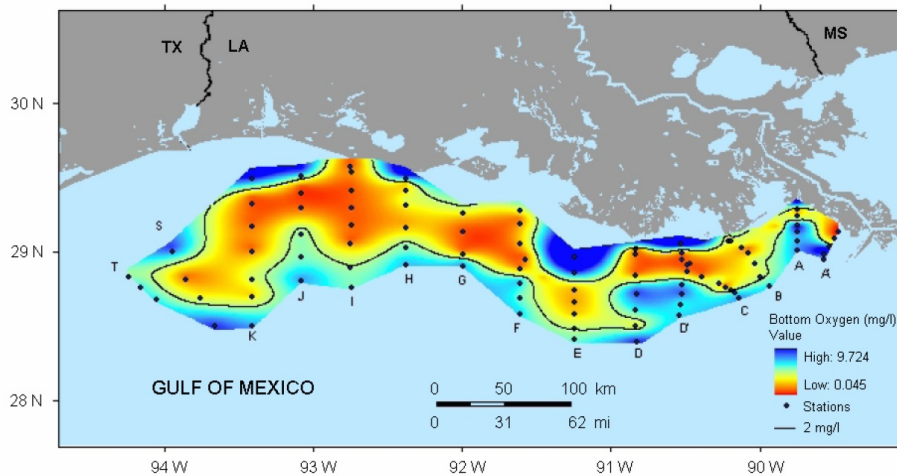 TX LA MS
30 N
29 N
28 N
S
T
K
J
I
H
G
F
E
D
D'
C
B
A
A'
GULF OF MEXICO
0 50 100 km
0 31 62 mi
Bottom Oxygen (mg/l)
Value
High: 9.724
Low: 0.045
Stations
2 mg/l
94 W 93 W 92 W 91 W 90 W